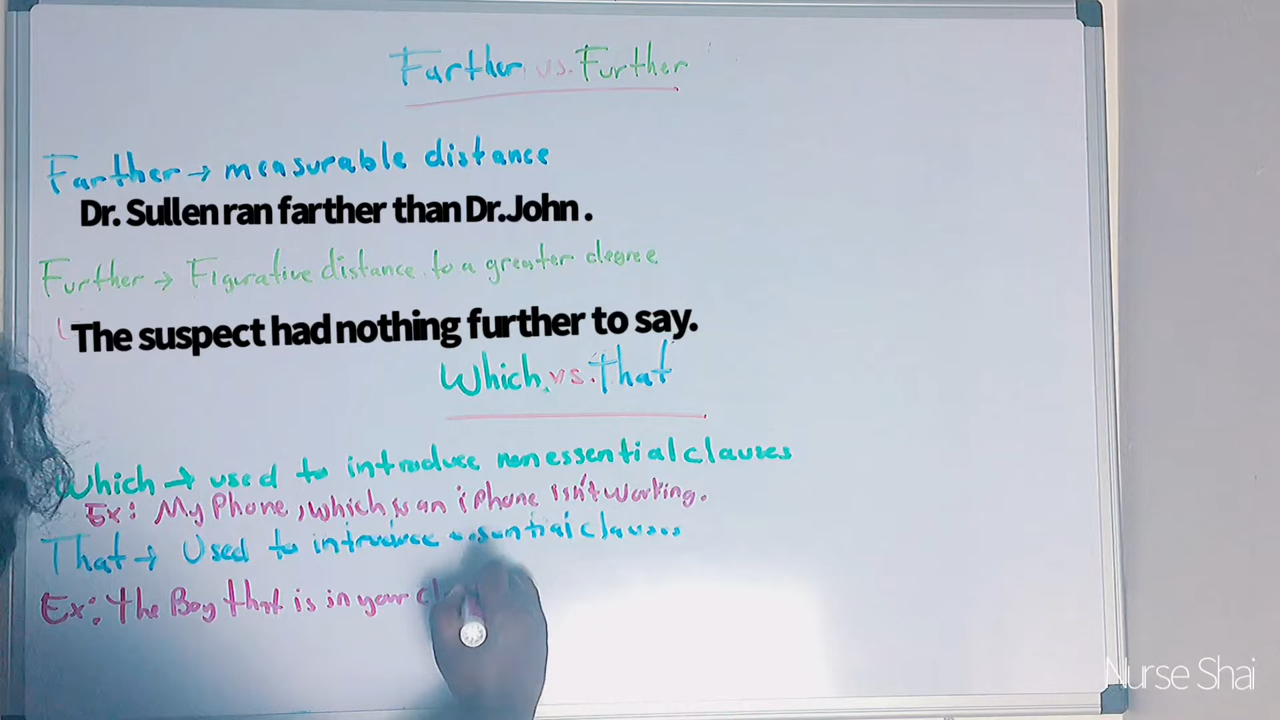 Farther vs. Further
Farther → measurable distance
Dr. Sullen ran farther than Dr.John .
Further → Figurative distance to a greater degree
The suspect had nothing further to say.
Which vs. That
Which → used to introduce nonessential clauses
Ex: My Phone, which is an iphone isn't working.
That → Used to introduce essential clauses
Ex: The Boy that is in your
Nurse Shai